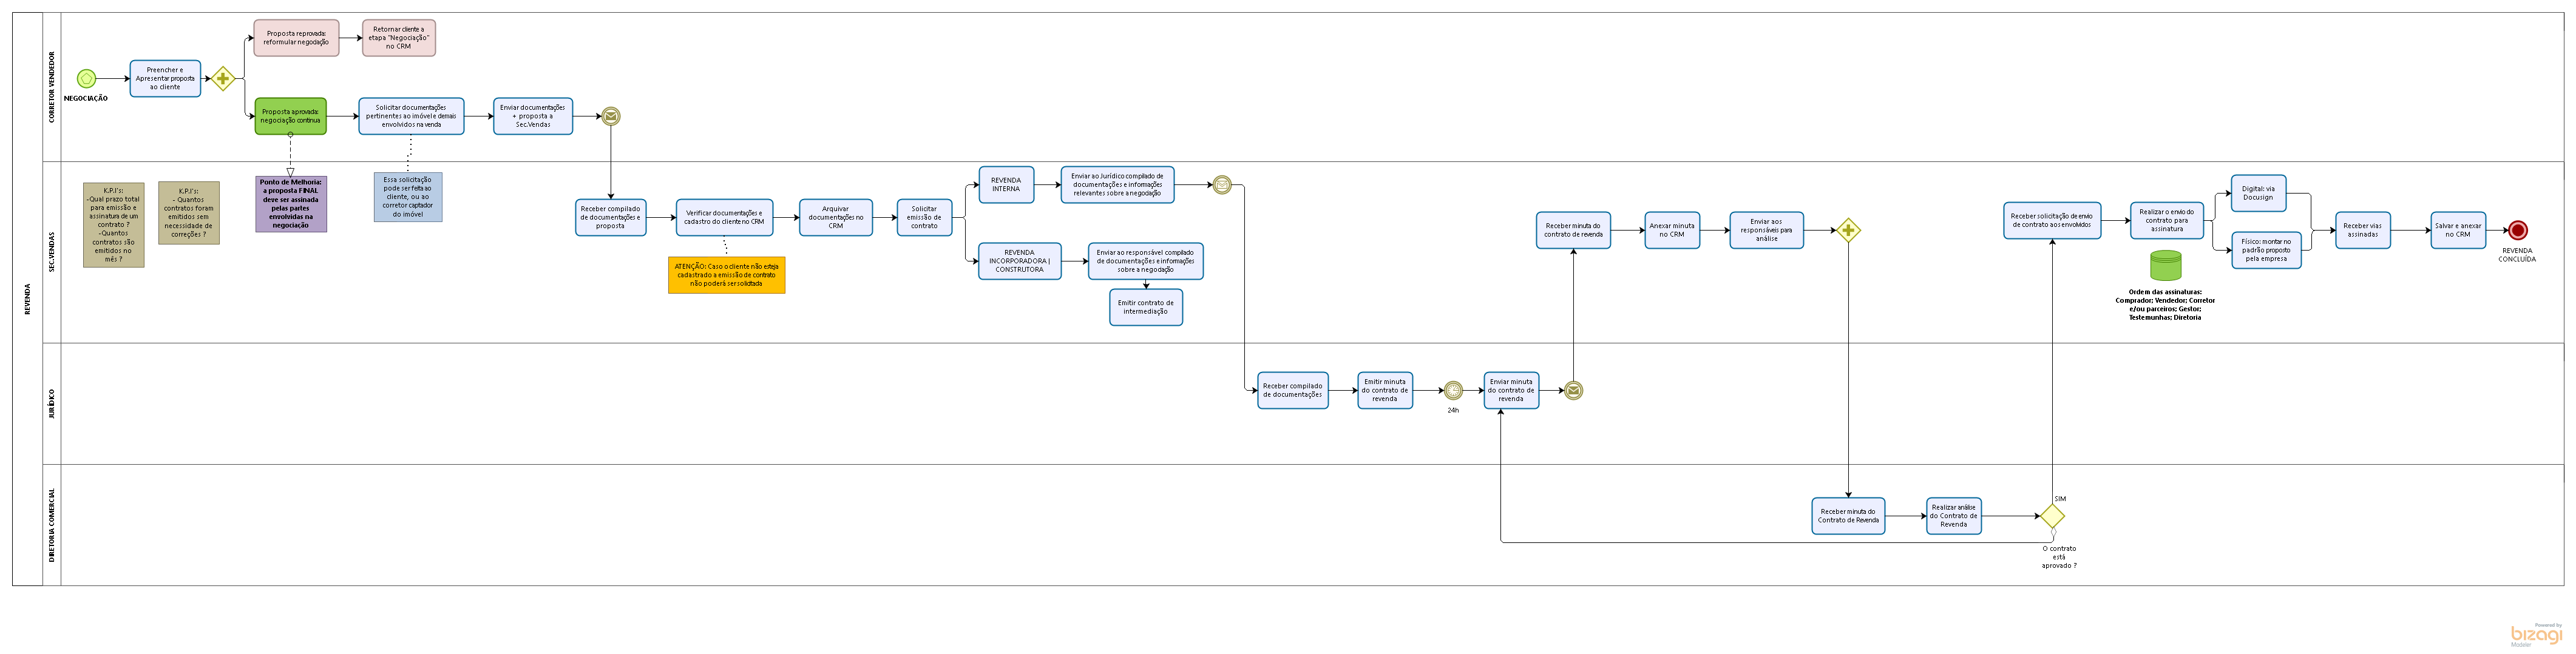 REVENDA
CORRETOR VENDEDOR
NEGOCIAÇÃO
Preencher e
Apresentar proposta
ao cliente
Proposta reprovada:
reformular negodação
Retornar cliente a
etapa "Negociação"
no CRM
Proposta aprovada:
negociação continua
Solicitar documentações
pertinentes ao imóvel e demais
envolvidos na venda
Enviar documentações
+ proposta a
Sec.Vendas
SEC.VENDAS
K.P.I's:
-Qual prazo total
para emissão e
assinatura de um
contrato ?
-Quantos
contratos são
emitidos no
mês ?
K.P.I's:
- Quantos
contratos foram
emitidos sem
necessidade de
correções ?
Ponto de Melhoria:
a proposta FINAL
deve ser assinada
pelas partes
envolvidas na
negociação
Essa solicitação
pode ser feita ao
cliente, ou ao
corretor captador
do imóvel
Receber compilado
de documentações e
proposta
Verificar documentações e
cadastro do cliente no CRM
ATENÇÃO: Caso o cliente não esteja
cadastrado a emissão de contrato
não poderá ser solicitada
Arquivar
documentações no
CRM
Solicitar
emissão de
contrato
REVENDA
INTERNA
Enviar ao Jurídico compilado de
documentações e informações
relevantes sobre a negodação
REVENDA
INCORPORADORA |
CONSTRUTORA
Enviar ao responsável compilado
de documentações e informações
sobre a negodação
Emitir contrato de
intermediação
Receber minuta do
contrato de revenda
Anexar minuta
no CRM
Enviar aos
responsáveis para
análise
Receber solicitação de envio
de contrato aos envolvidos
Realizar o envio do
contrato para
assinatura
Ordem das assinaturas:
Comprador; Vendedor; Corretor
e/ou parceiros; Gestor;
Testemunhas; Diretoria
Digital: via
Docusign
Físico: montar no
padrão proposto
pela empresa
Receber vias
assinadas
Salvar e anexar
no CRM
REVENDA
CONCLUÍDA
JURÍDICO
Receber compilado
de documentações
Emitir minuta
do contrato de
revenda
24h
Enviar minuta
do contrato de
revenda
DIRETORIA COMERCIAL
Receber minuta do
Contrato de Revenda
Realizar análise
do Contrato de
Revenda
SIM
O contrato
está
aprovado ?
Powered by
bizagi
Modeler